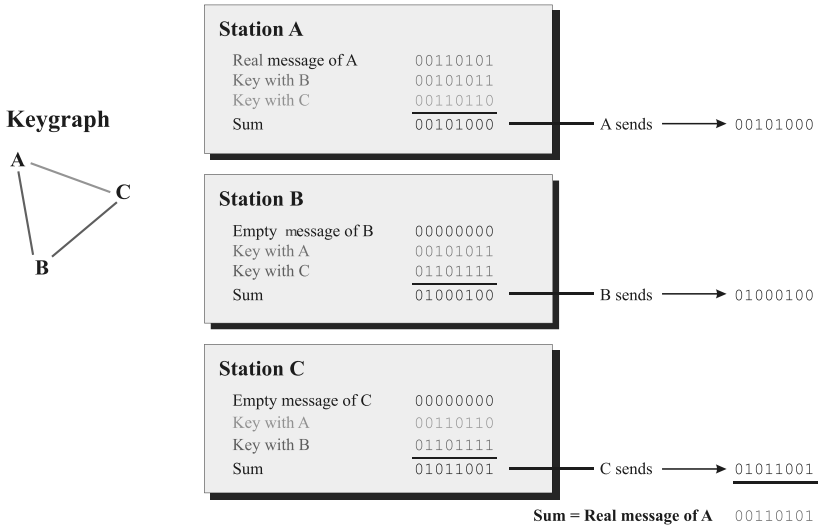 Station A
Real message of A 00110101
Key with B 00101011
Key with C 00110110
Sum 00101000 A sends 00101000
Keygraph
A
C
B
Station B
Empty message of B 00000000
Key with A 00101011
Key with C 01101111
Sum 01000100 B sends 01000100
Station C
Empty message of C 00000000
Key with A 00110110
Key with B 01101111
Sum 01011001 C sends 01011001
Sum = Real message of A 00110101